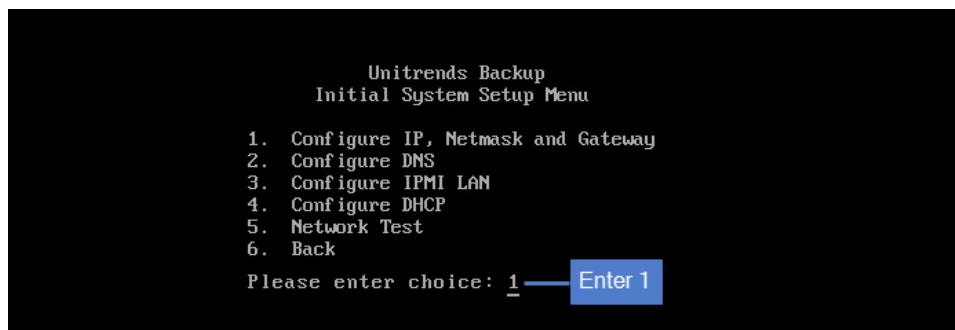 Unitrends Backup
Initial System Setup Menu
1. Configure IP, Netmask and Gateway
2. Configure DNS
3. Configure IPMI LAN
4. Configure DHCP
5. Network Test
6. Back
Please enter choice: 1
Enter 1